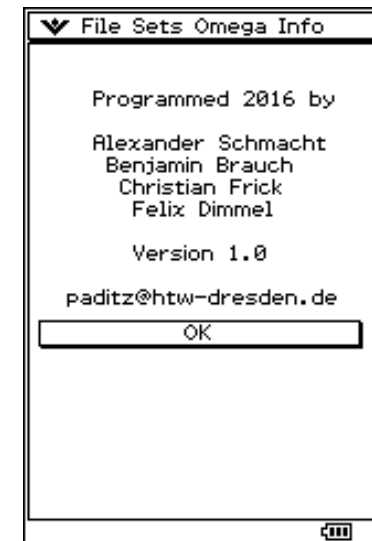 File Sets Omega Info
Programmed 2016 by
Alexander Schmacht
Benjamin Brauch
Christian Frick
Felix Dimmel
Version 1.0
paditz@htw-dresden.de
OK